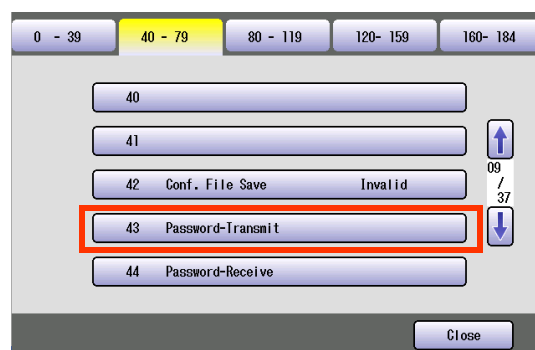 0 - 39 40 - 79 80 - 119 120- 159 160- 184
40
41
42 Conf. File Save Invalid
43 Password-Transmit
44 Password-Receive
09
/
37
Close